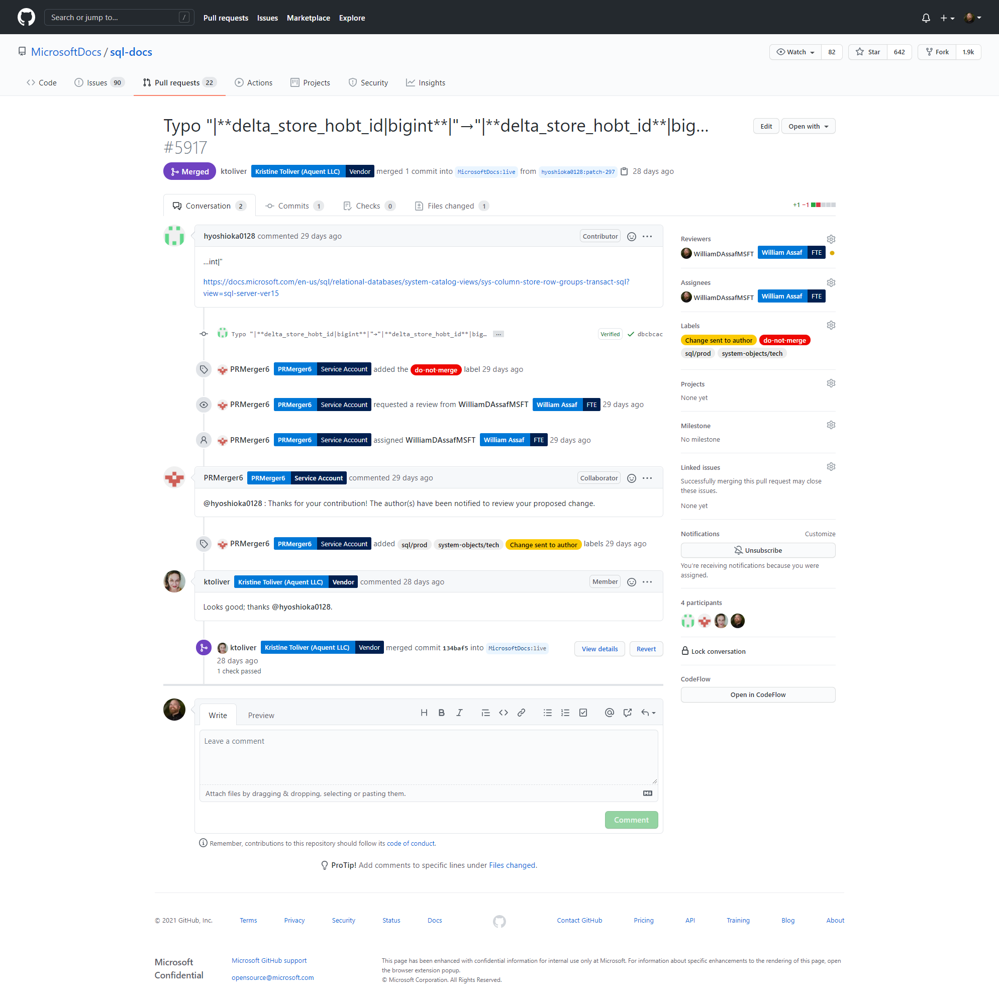 Search or jump to... / Pull requests Issues Marketplace Explore
MicrosoftDocs / sql-docs Watch 82 Star 642 Fork 1.9k
Code Issues 90 Pull requests 22 Actions Projects Security Insights
Typo "|**delta_store_hobt_id|bigint**|"→"|**delta_store_hobt_id**|big...
#5917
Edit Open with
Merged ktoliver Kristine Toliver (Aquent LLC) Vendor merged 1 commit into MicrosoftDocs:live from hyoshioka0128:patch-297 28 days ago
Conversation 2 Commits 1 Checks 0 Files changed 1 +1 −1
hyoshioka0128 commented 29 days ago Contributor
...int|"
https://docs.microsoft.com/en-us/sql/relational-databases/system-catalog-views/sys-column-store-row-groups-transact-sql?
view=sql-server-ver15
Typo "|**delta_store_hobt_id|bigint**|"→"|**delta_store_hobt_id**|big… ... Verified dbcbcac
PRMerger6 PRMerger6 Service Account added the do-not-merge label 29 days ago
PRMerger6 PRMerger6 Service Account requested a review from WilliamDAssafMSFT William Assaf FTE 29 days ago
PRMerger6 PRMerger6 Service Account assigned WilliamDAssafMSFT William Assaf FTE 29 days ago
PRMerger6 PRMerger6 Service Account commented 29 days ago Collaborator
@hyoshioka0128 : Thanks for your contribution! The author(s) have been notified to review your proposed change.
PRMerger6 PRMerger6 Service Account added sql/prod system-objects/tech Change sent to author labels 29 days ago
ktoliver Kristine Toliver (Aquent LLC) Vendor commented 28 days ago Member
Looks good; thanks @hyoshioka0128.
ktoliver Kristine Toliver (Aquent LLC) Vendor merged commit 134baf5 into MicrosoftDocs:live View details Revert
28 days ago
1 check passed
Write Preview
Leave a comment
Attach files by dragging & dropping, selecting or pasting them.
Comment
Remember, contributions to this repository should follow its code of conduct.
ProTip! Add comments to specific lines under Files changed.
Reviewers
WilliamDAssafMSFT William Assaf FTE
Assignees
WilliamDAssafMSFT William Assaf FTE
Labels
Change sent to author do-not-merge
sql/prod system-objects/tech
Projects
None yet
Milestone
No milestone
Linked issues
Successfully merging this pull request may close
these issues.
None yet
Notifications Customize
Unsubscribe
You're receiving notifications because you were
assigned.
4 participants
Lock conversation
CodeFlow
Open in CodeFlow
© 2021 GitHub, Inc. Terms Privacy Security Status Docs Contact GitHub Pricing API Training Blog About
Microsoft
Confidential
Microsoft GitHub support
opensource@microsoft.com
This page has been enhanced with confidential information for internal use only at Microsoft. For information about specific enhancements to the rendering of this page, open
the browser extension popup.
© Microsoft Corporation. All Rights Reserved.